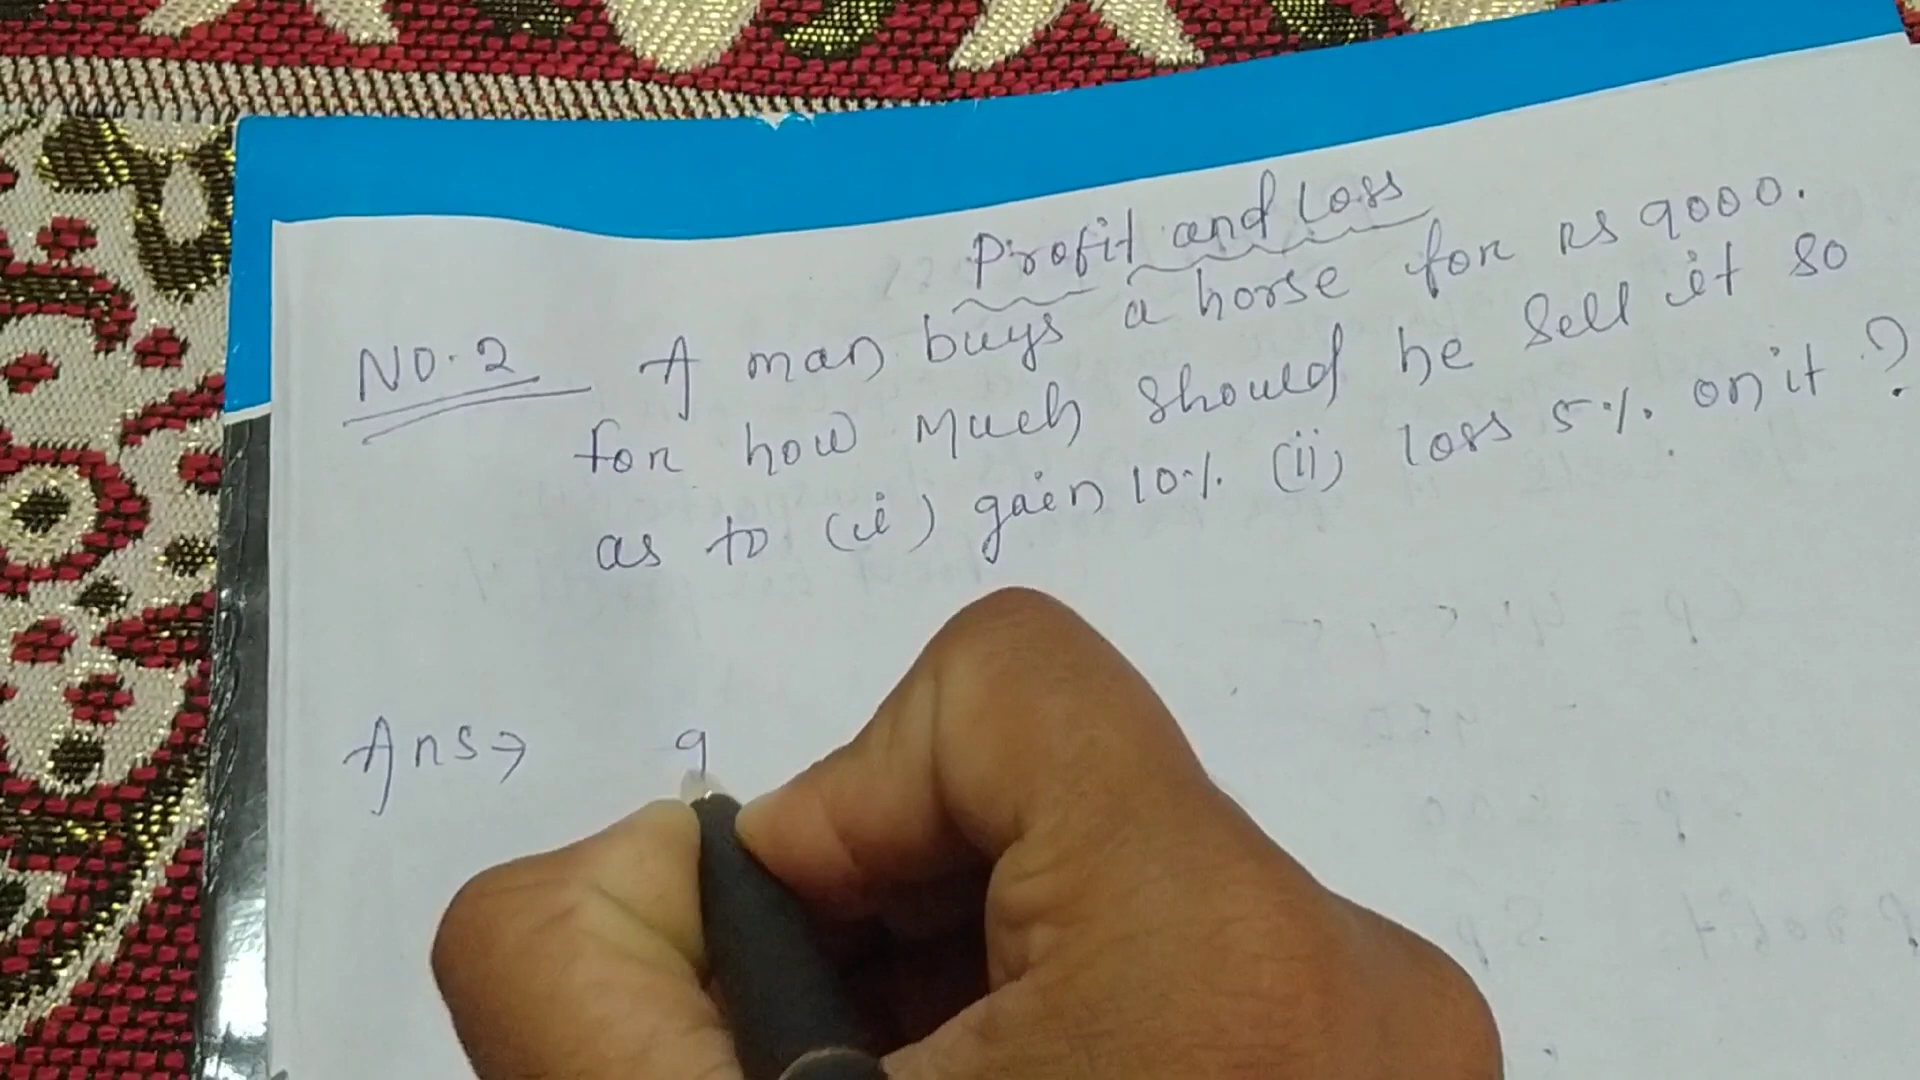 Profit and Loss
NO.2 A man buys a horse for Rs 9000.
for how Much Should he Sell it so
as to (i) gain 10% (ii) loss 5% on it ?
Ans→ 9